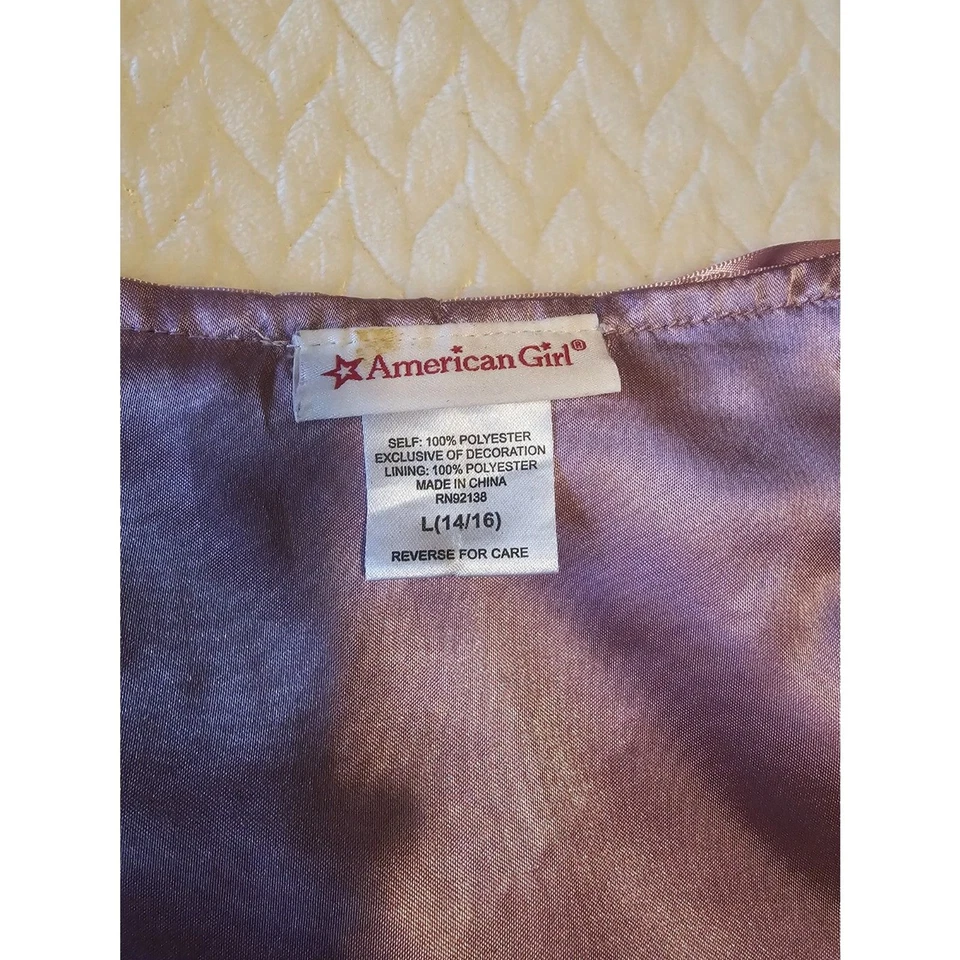 American Girl®
SELF: 100% POLYESTER
EXCLUSIVE OF DECORATION
LINING: 100% POLYESTER
MADE IN CHINA
RN92138
L(14/16)
REVERSE FOR CARE